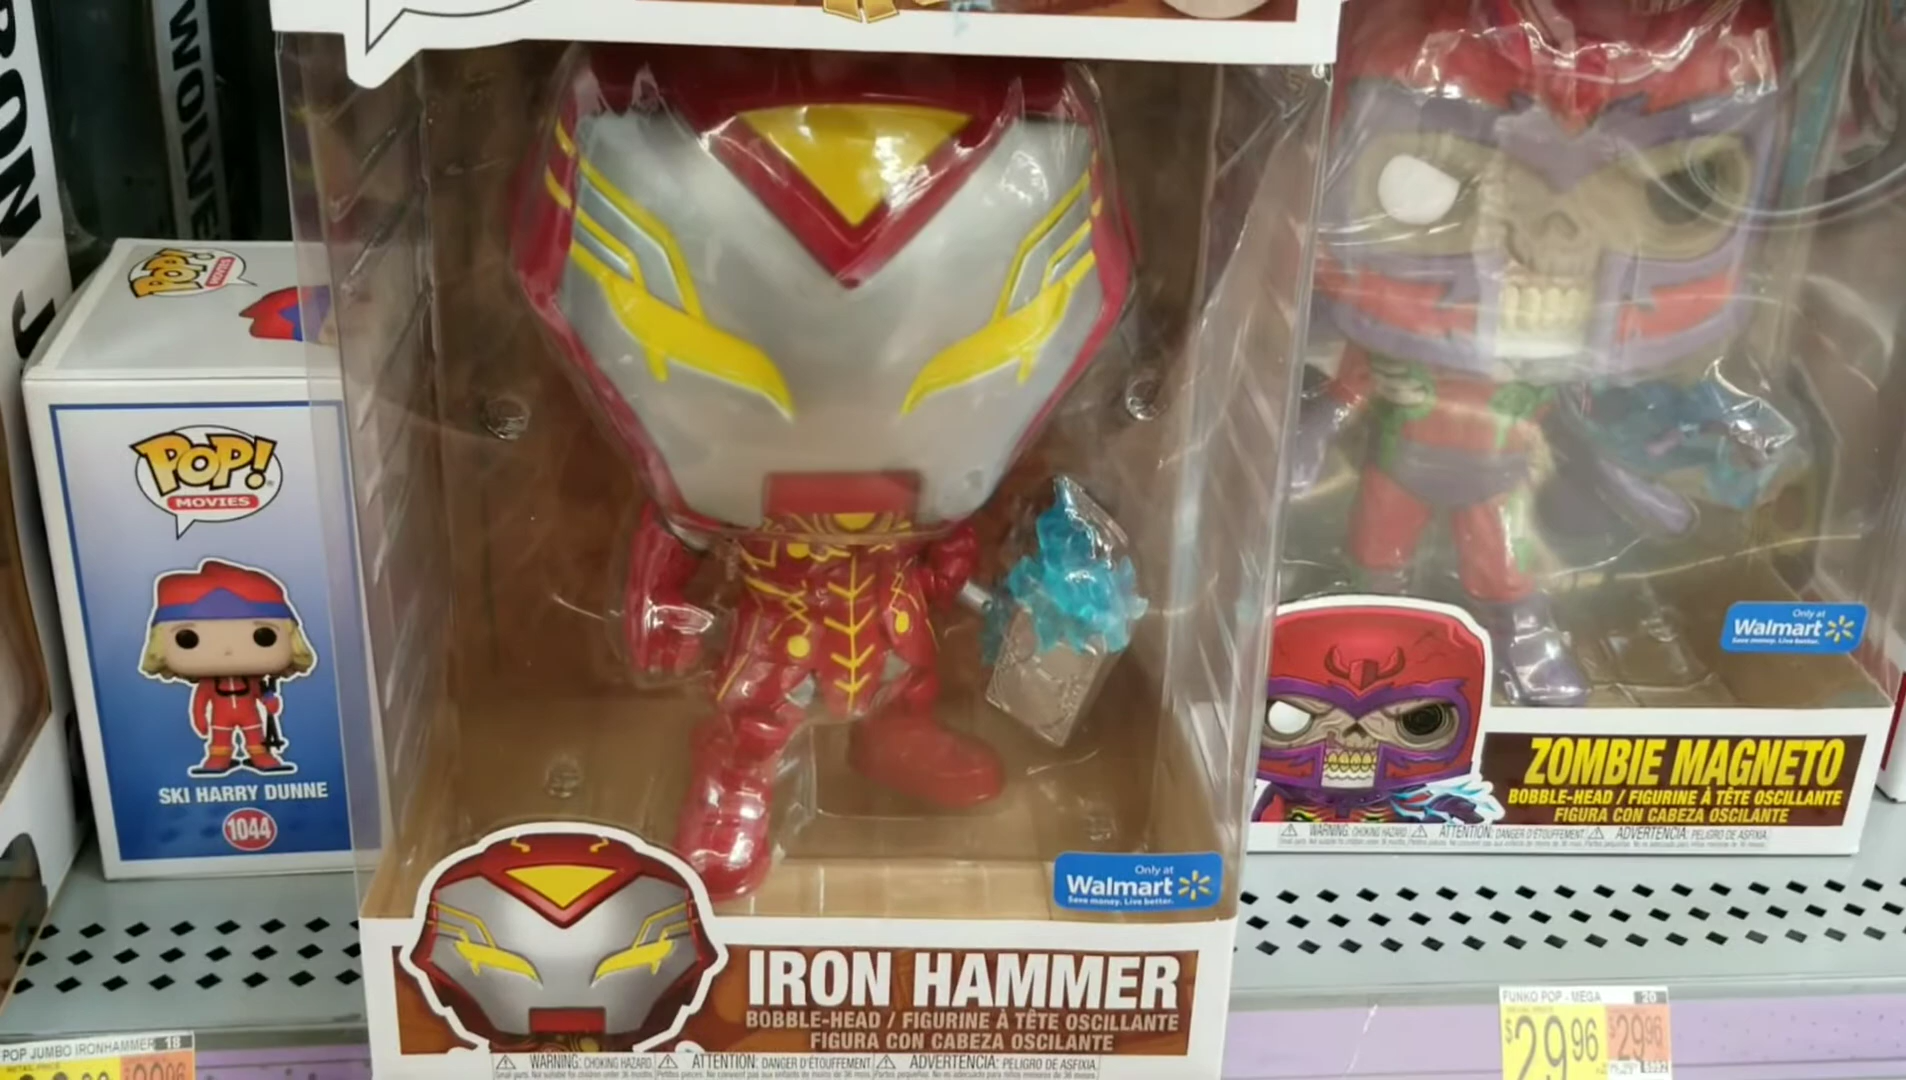 WOLVE
POP!
MOVIES
POP!
MOVIES
SKI HARRY DUNNE
1044
Only at
Walmart
Save money. Live better.
IRON HAMMER
BOBBLE-HEAD / FIGURINE À TÊTE OSCILLANTE
FIGURA CON CABEZA OSCILANTE
WARNING: CHOKING HAZARD. ATTENTION: DANGER D'ÉTOUFFEMENT. ADVERTENCIA: PELIGRO DE ASFIXIA.
Only at
Walmart
Save money. Live better.
ZOMBIE MAGNETO
BOBBLE-HEAD / FIGURINE À TÊTE OSCILLANTE
FIGURA CON CABEZA OSCILANTE
WARNING: CHOKING HAZARD. ATTENTION: DANGER D'ÉTOUFFEMENT. ADVERTENCIA: PELIGRO DE ASFIXIA.
POP JUMBO IRONHAMMER 18
FUNKO POP - MEGA 20
$29.96 $29.96